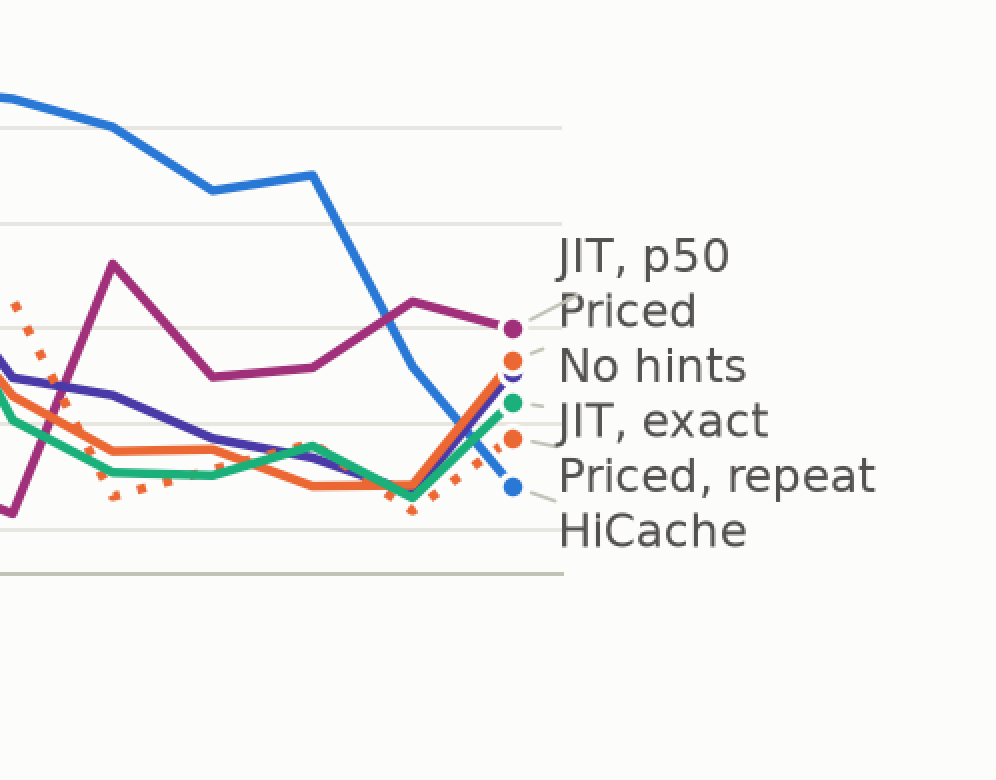 JIT, p50
Priced
No hints
JIT, exact
Priced, repeat
HiCache